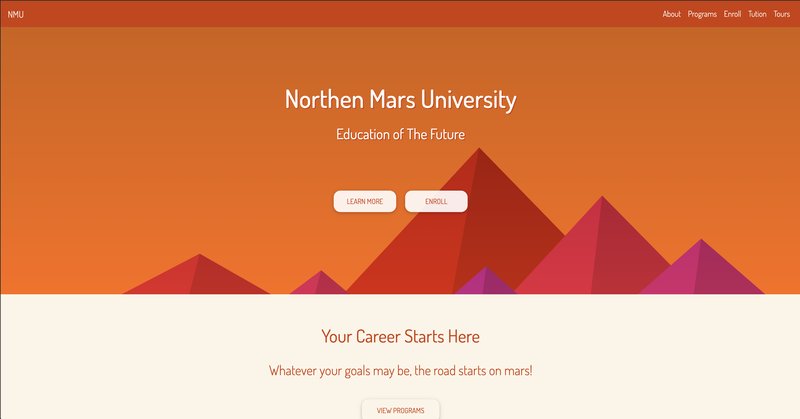 NMU
About Programs Enroll Tution Tours
Northen Mars University
Education of The Future
LEARN MORE ENROLL
Your Career Starts Here
Whatever your goals may be, the road starts on mars!
VIEW PROGRAMS